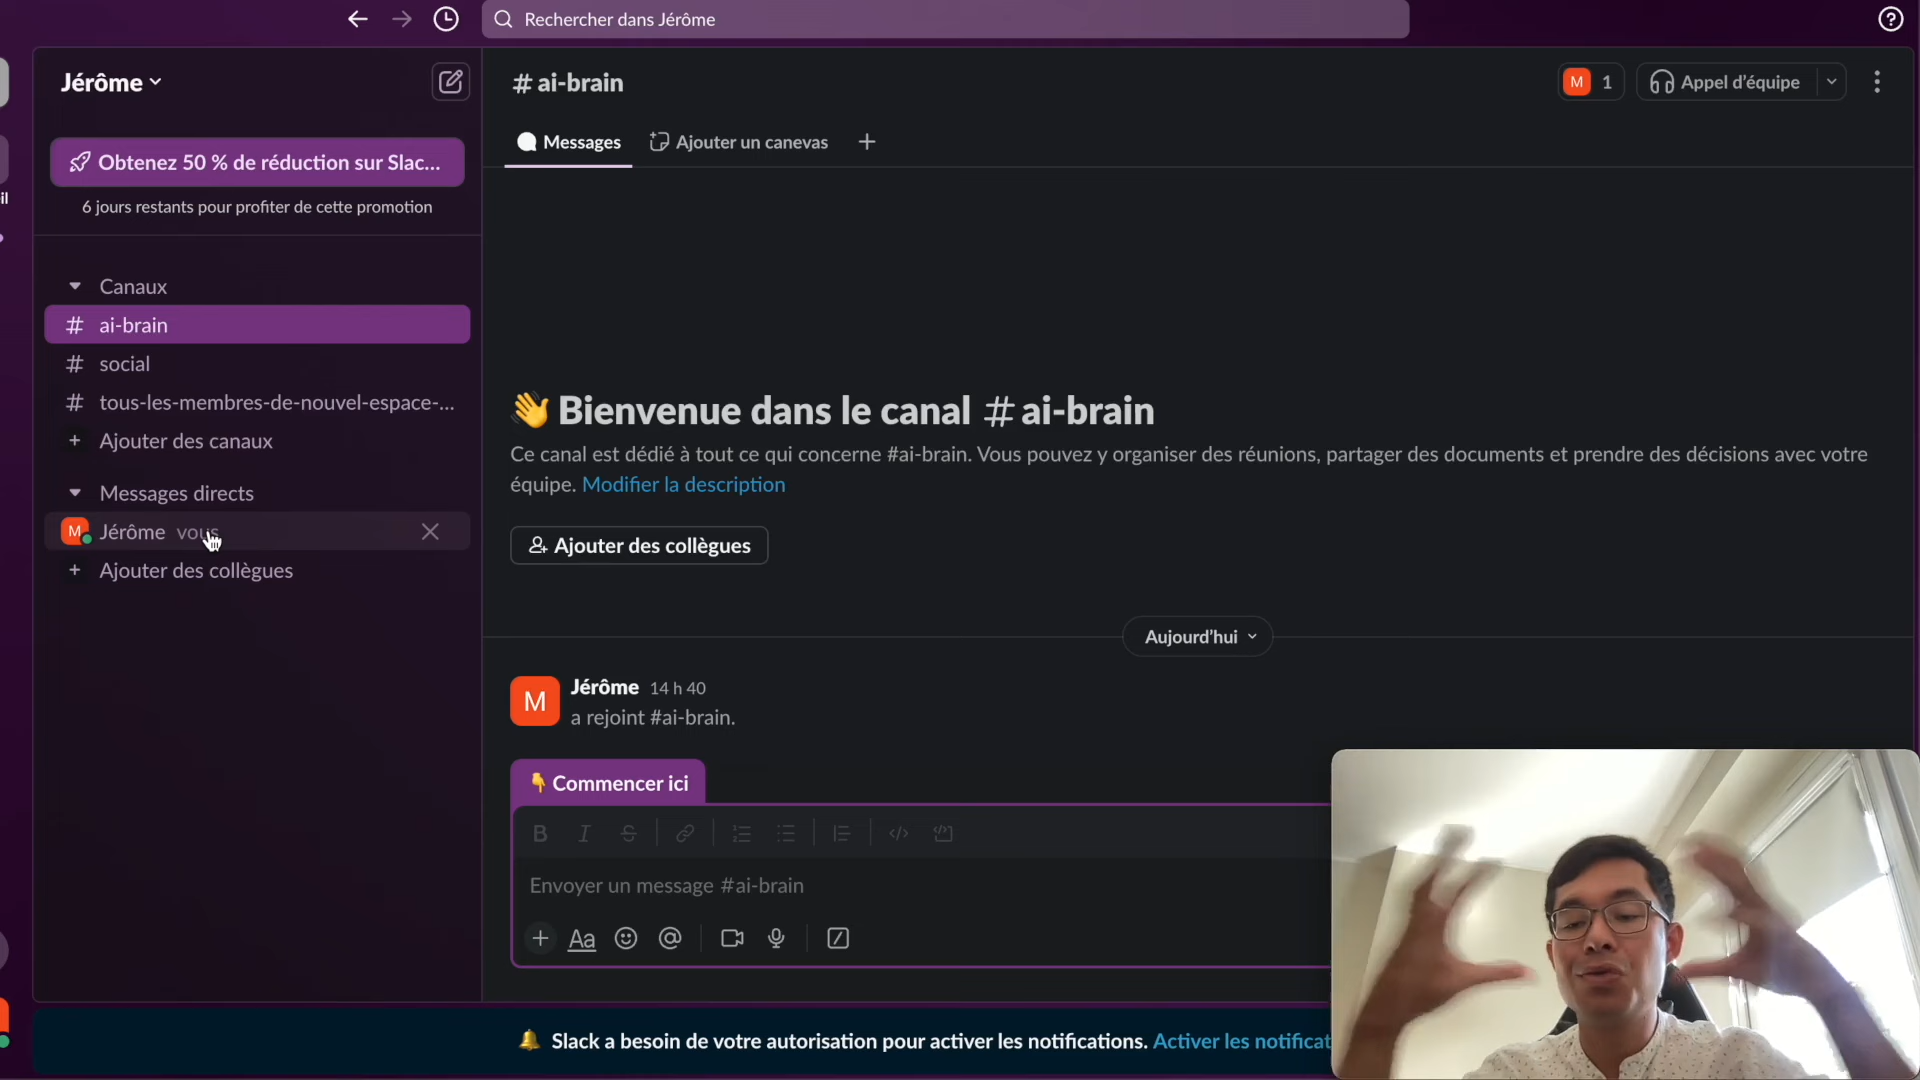 Rechercher dans Jérôme
Jérôme
# ai-brain
M 1
Appel d'équipe
Obtenez 50 % de réduction sur Slac...
6 jours restants pour profiter de cette promotion
Messages
Ajouter un canevas
il
Canaux
# ai-brain
# social
# tous-les-membres-de-nouvel-espace-...
+ Ajouter des canaux
Messages directs
M Jérôme vous
+ Ajouter des collègues
👋 Bienvenue dans le canal # ai-brain
Ce canal est dédié à tout ce qui concerne #ai-brain. Vous pouvez y organiser des réunions, partager des documents et prendre des décisions avec votre
équipe. Modifier la description
Ajouter des collègues
Aujourd'hui
M
Jérôme 14 h 40
a rejoint #ai-brain.
👇 Commencer ici
B I S
Envoyer un message #ai-brain
+ Aa @
🔔 Slack a besoin de votre autorisation pour activer les notifications. Activer les notificat